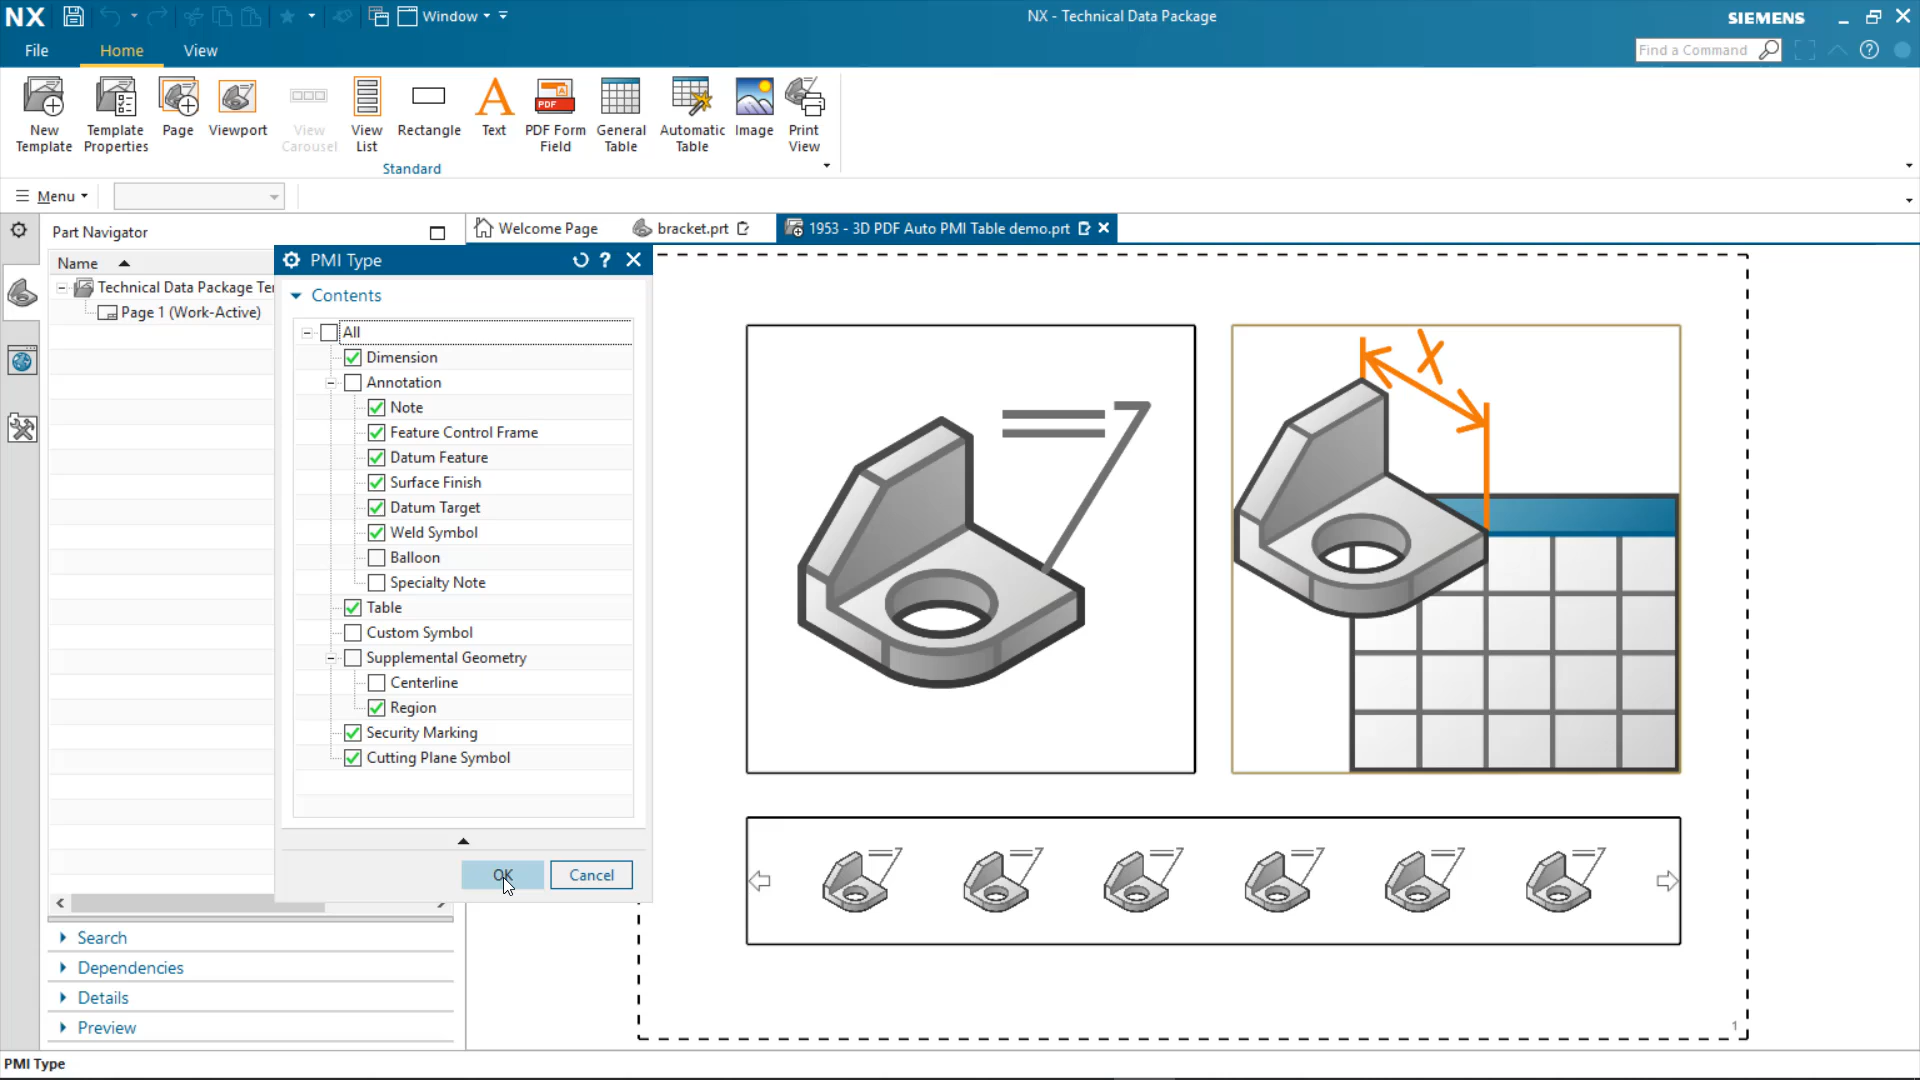 NX
Window
NX - Technical Data Package
SIEMENS
File
Home
View
Find a Command
New Template
Template Properties
Page
Viewport
View Carousel
View List
Rectangle
Text
PDF
PDF Form Field
General Table
Automatic Table
Image
Print View
Standard
Menu
Part Navigator
Welcome Page
bracket.prt
1953 - 3D PDF Auto PMI Table demo.prt
Name
Technical Data Package Te
Page 1 (Work-Active)
PMI Type
Contents
All
Dimension
Annotation
Note
Feature Control Frame
Datum Feature
Surface Finish
Datum Target
Weld Symbol
Balloon
Specialty Note
Table
Custom Symbol
Supplemental Geometry
Centerline
Region
Security Marking
Cutting Plane Symbol
OK
Cancel
X
Search
Dependencies
Details
Preview
1
PMI Type